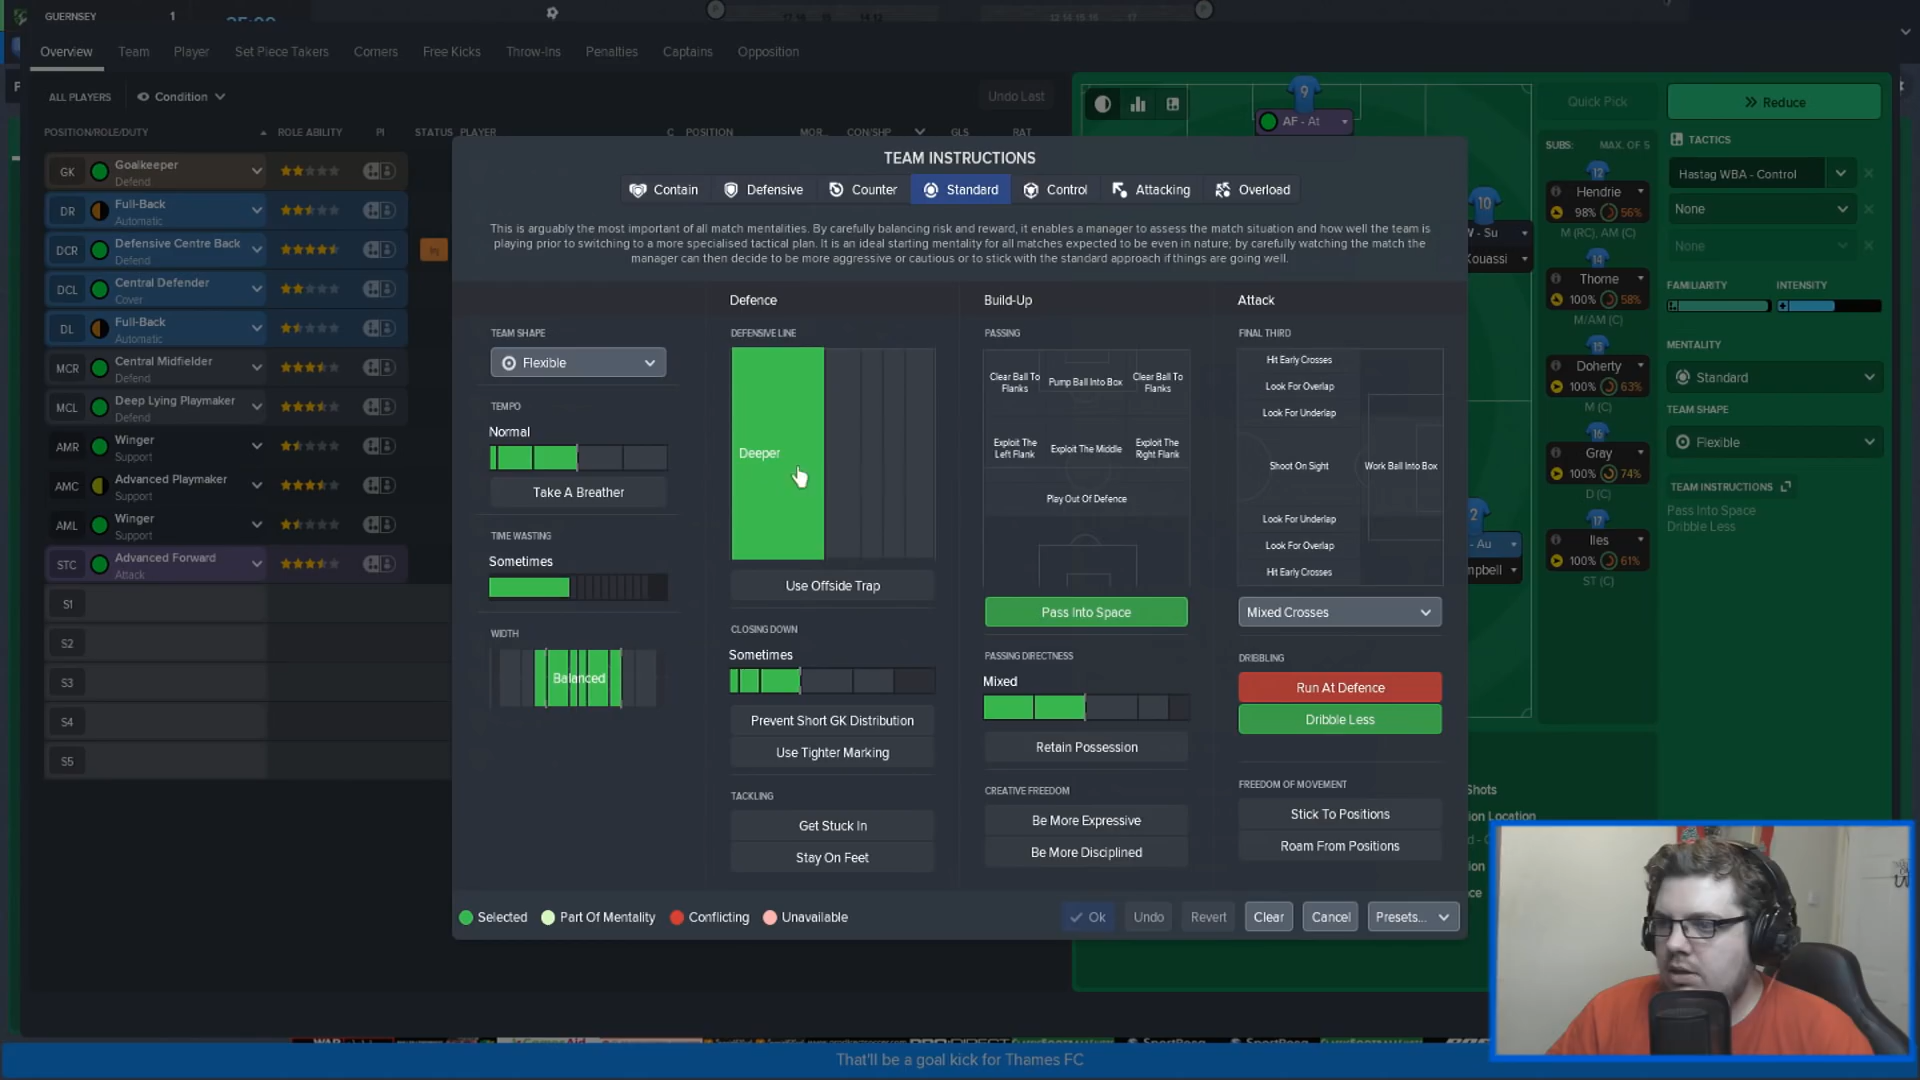 GUERNSEY 1
Overview Team Player Set Piece Takers Corners Free Kicks Throw-Ins Penalties Captains Opposition
ALL PLAYERS Condition Undo Last
POSITION/ROLE/DUTY ROLE ABILITY PI STATUS PLAYER C POSITION MOR... CON/SHP GLS RAT
GK Goalkeeper
Defend
DR Full-Back
Automatic
DCR Defensive Centre Back
Defend
DCL Central Defender
Cover
DL Full-Back
Automatic
MCR Central Midfielder
Defend
MCL Deep Lying Playmaker
Defend
AMR Winger
Support
AMC Advanced Playmaker
Support
AML Winger
Support
STC Advanced Forward
Attack
S1
S2
S3
S4
S5
TEAM INSTRUCTIONS
Contain Defensive Counter Standard Control Attacking Overload
This is arguably the most important of all match mentalities. By carefully balancing risk and reward, it enables a manager to assess the match situation and how well the team is
playing prior to switching to a more specialised tactical plan. It is an ideal starting mentality for all matches expected to be even in nature; by carefully watching the match the
manager can then decide to be more aggressive or cautious or to stick with the standard approach if things are going well.
TEAM SHAPE
Flexible
TEMPO
Normal
Take A Breather
TIME WASTING
Sometimes
WIDTH
Balanced
Defence
DEFENSIVE LINE
Deeper
Use Offside Trap
CLOSING DOWN
Sometimes
Prevent Short GK Distribution
Use Tighter Marking
TACKLING
Get Stuck In
Stay On Feet
Build-Up
PASSING
Clear Ball To
Flanks
Pump Ball Into Box
Clear Ball To
Flanks
Exploit The
Left Flank
Exploit The Middle
Exploit The
Right Flank
Play Out Of Defence
Pass Into Space
PASSING DIRECTNESS
Mixed
Retain Possession
CREATIVE FREEDOM
Be More Expressive
Be More Disciplined
Attack
FINAL THIRD
Hit Early Crosses
Look For Overlap
Look For Underlap
Shoot On Sight
Work Ball Into Box
Look For Underlap
Look For Overlap
Hit Early Crosses
Mixed Crosses
DRIBBLING
Run At Defence
Dribble Less
FREEDOM OF MOVEMENT
Stick To Positions
Roam From Positions
Selected Part Of Mentality Conflicting Unavailable
Ok Undo Revert Clear Cancel Presets...
9
AF - At
10
- Su
Kouassi
2
- Au
Quick Pick
SUBS: MAX. OF 5
12
Hendrie
98% 56%
M (RC), AM (C)
14
Thorne
100% 58%
M/AM (C)
15
Doherty
100% 63%
M (C)
16
Gray
100% 74%
D (C)
17
Iles
100% 61%
ST (C)
Reduce
TACTICS
Hastag WBA - Control
None
None
FAMILIARITY INTENSITY
MENTALITY
Standard
TEAM SHAPE
Flexible
TEAM INSTRUCTIONS
Pass Into Space
Dribble Less
That'll be a goal kick for Thames FC